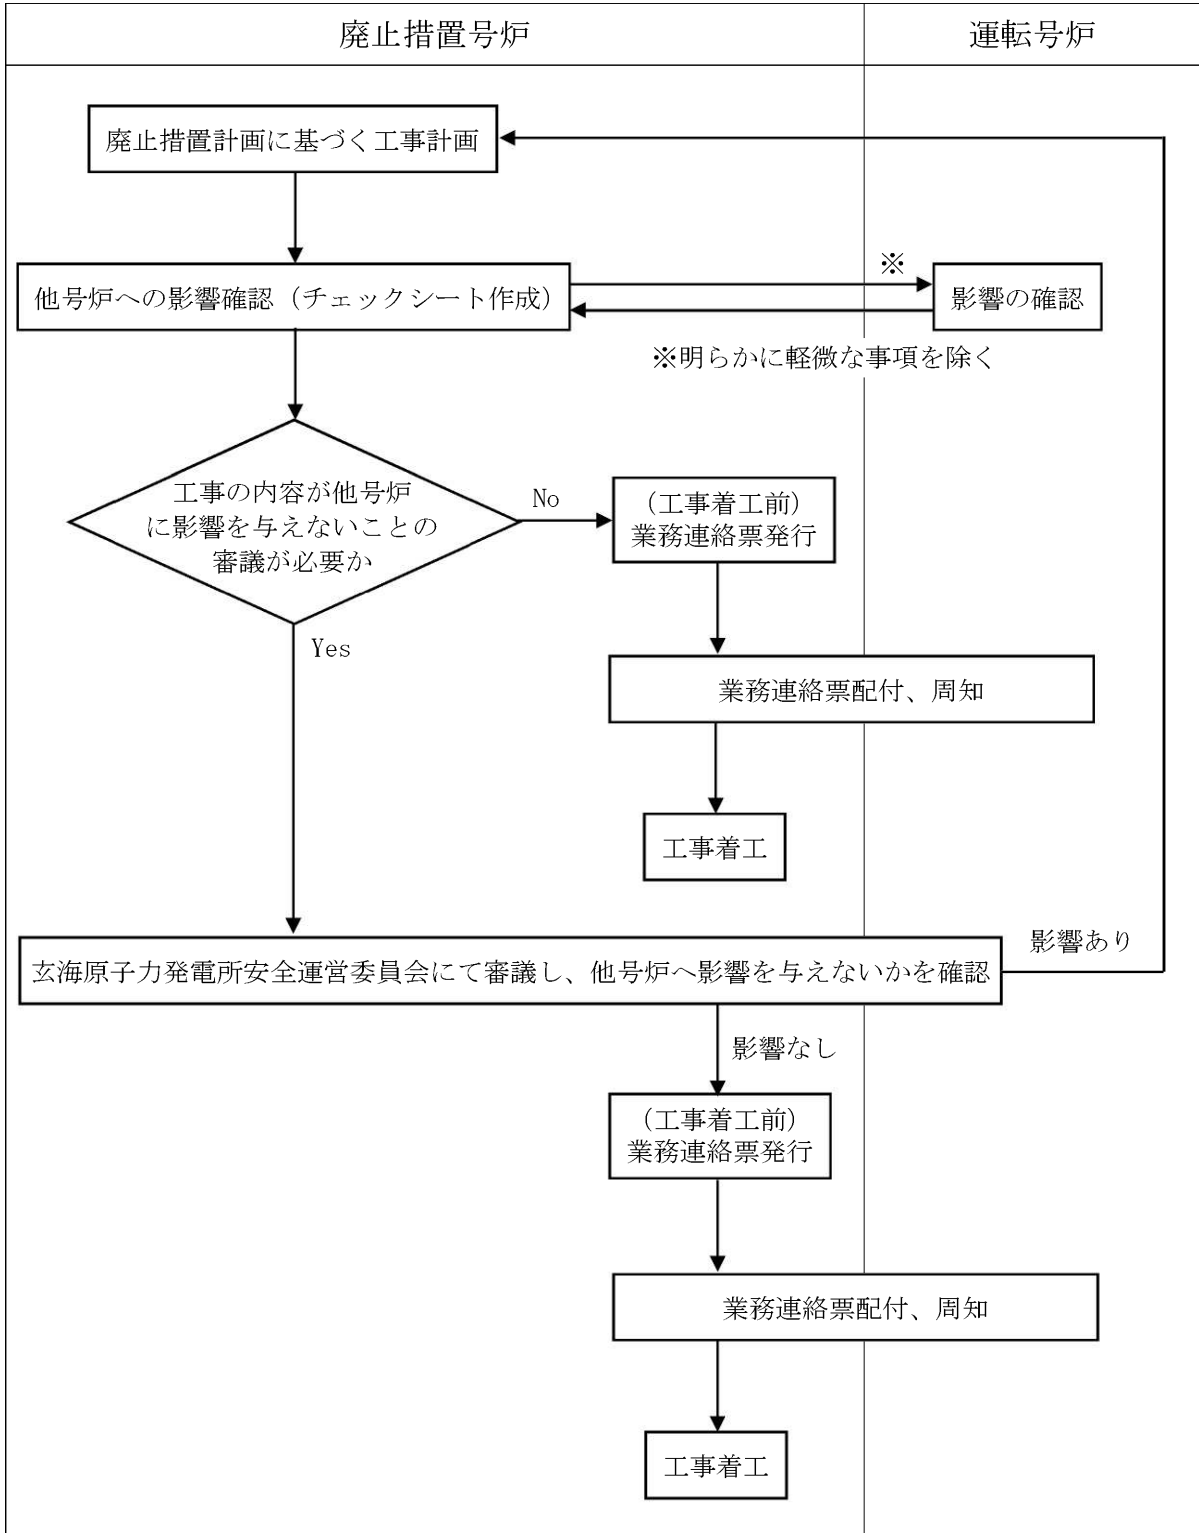 廃止措置号炉
運転号炉
廃止措置計画に基づく工事計画
他号炉への影響確認（チェックシート作成）
※
影響の確認
※明らかに軽微な事項を除く
工事の内容が他号炉
に影響を与えないことの
審議が必要か
No
（工事着工前）
業務連絡票発行
Yes
業務連絡票配付、周知
工事着工
玄海原子力発電所安全運営委員会にて審議し、他号炉へ影響を与えないかを確認
影響あり
影響なし
（工事着工前）
業務連絡票発行
業務連絡票配付、周知
工事着工